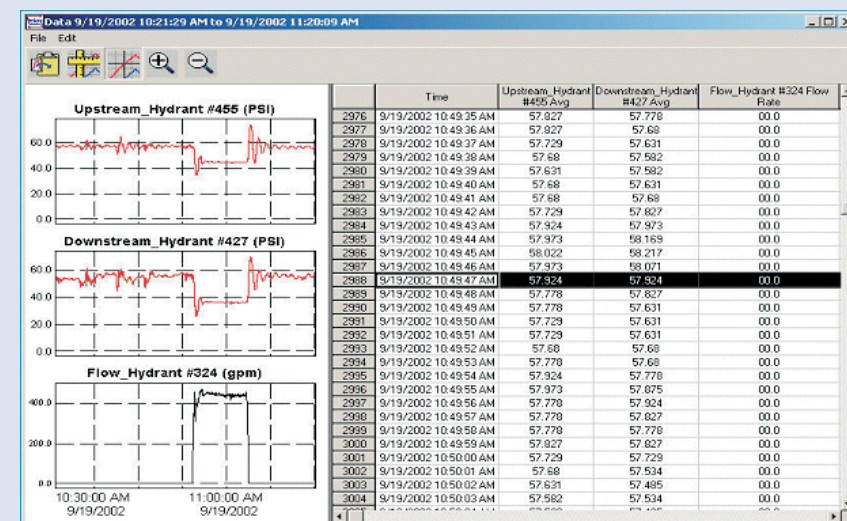 Data 9/19/2002 10:21:29 AM to 9/19/2002 11:20:09 AM
File Edit
Upstream_Hydrant #455 (PSI)
60.0
40.0
20.0
0.0
Downstream_Hydrant #427 (PSI)
60.0
40.0
20.0
0.0
Flow_Hydrant #324 (gpm)
400.0
200.0
0.0
10:30:00 AM 11:00:00 AM
9/19/2002 9/19/2002
Time Upstream_Hydrant #455 Avg Downstream_Hydrant #427 Avg Flow_Hydrant #324 Flow Rate
2976 9/19/2002 10:49:35 AM 57.827 57.778 00.0
2977 9/19/2002 10:49:36 AM 57.827 57.68 00.0
2978 9/19/2002 10:49:37 AM 57.729 57.631 00.0
2979 9/19/2002 10:49:38 AM 57.68 57.582 00.0
2980 9/19/2002 10:49:39 AM 57.631 57.582 00.0
2981 9/19/2002 10:49:40 AM 57.68 57.631 00.0
2982 9/19/2002 10:49:41 AM 57.68 57.68 00.0
2983 9/19/2002 10:49:42 AM 57.729 57.827 00.0
2984 9/19/2002 10:49:43 AM 57.924 57.973 00.0
2985 9/19/2002 10:49:44 AM 57.973 58.169 00.0
2986 9/19/2002 10:49:45 AM 58.022 58.217 00.0
2987 9/19/2002 10:49:46 AM 57.973 58.071 00.0
2988 9/19/2002 10:49:47 AM 57.924 57.924 00.0
2989 9/19/2002 10:49:48 AM 57.778 57.827 00.0
2990 9/19/2002 10:49:49 AM 57.778 57.631 00.0
2991 9/19/2002 10:49:50 AM 57.729 57.631 00.0
2992 9/19/2002 10:49:51 AM 57.729 57.631 00.0
2993 9/19/2002 10:49:52 AM 57.68 57.68 00.0
2994 9/19/2002 10:49:53 AM 57.778 57.68 00.0
2995 9/19/2002 10:49:54 AM 57.924 57.778 00.0
2996 9/19/2002 10:49:55 AM 57.973 57.875 00.0
2997 9/19/2002 10:49:56 AM 57.778 57.924 00.0
2998 9/19/2002 10:49:57 AM 57.778 57.827 00.0
2999 9/19/2002 10:49:58 AM 57.778 57.778 00.0
3000 9/19/2002 10:49:59 AM 57.827 57.827 00.0
3001 9/19/2002 10:50:00 AM 57.729 57.729 00.0
3002 9/19/2002 10:50:01 AM 57.68 57.534 00.0
3003 9/19/2002 10:50:02 AM 57.631 57.485 00.0
3004 9/19/2002 10:50:03 AM 57.582 57.534 00.0